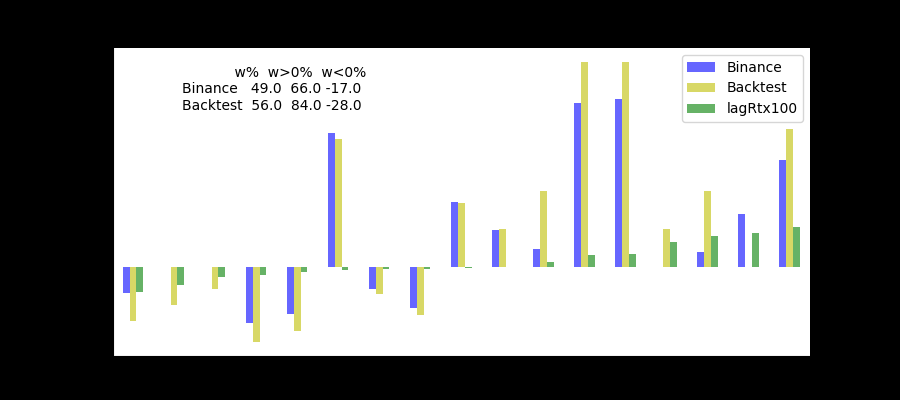 w% w>0% w<0%
Binance 49.0 66.0 -17.0
Backtest 56.0 84.0 -28.0
Binance
Backtest
lagRtx100